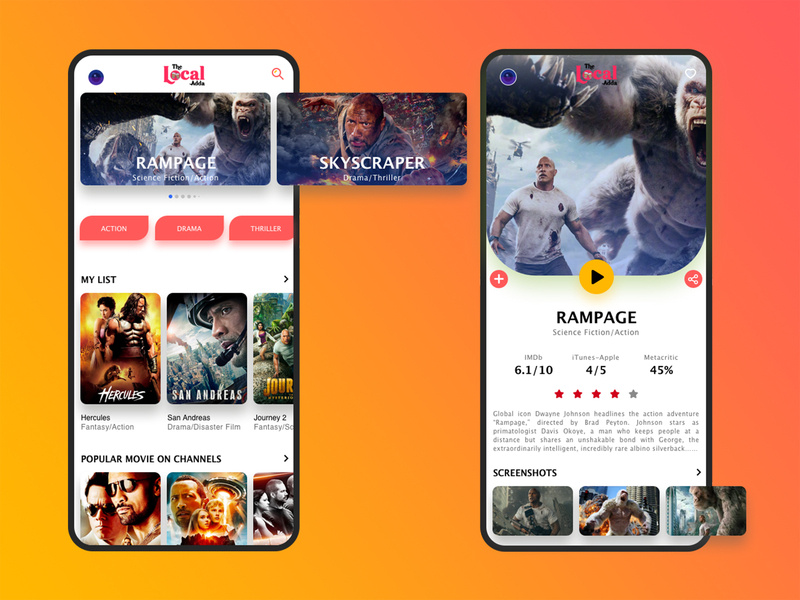 The
Local
Adda
RAMPAGE
Science Fiction/Action
SKYSCRAPER
Drama/Thriller
ACTION
DRAMA
THRILLER
MY LIST
HERCULES
SAN ANDREAS
JOUR
Hercules
Fantasy/Action
San Andreas
Drama/Disaster Film
Journey 2
Fantasy/Sc
POPULAR MOVIE ON CHANNELS
The
Local
Adda
RAMPAGE
Science Fiction/Action
IMDb
iTunes-Apple
Metacritic
6.1/10
4/5
45%
Global icon Dwayne Johnson headlines the action adventure
"Rampage," directed by Brad Peyton. Johnson stars as
primatologist Davis Okoye, a man who keeps people at a
distance but shares an unshakable bond with George, the
extraordinarily intelligent, incredibly rare albino silverback......
SCREENSHOTS